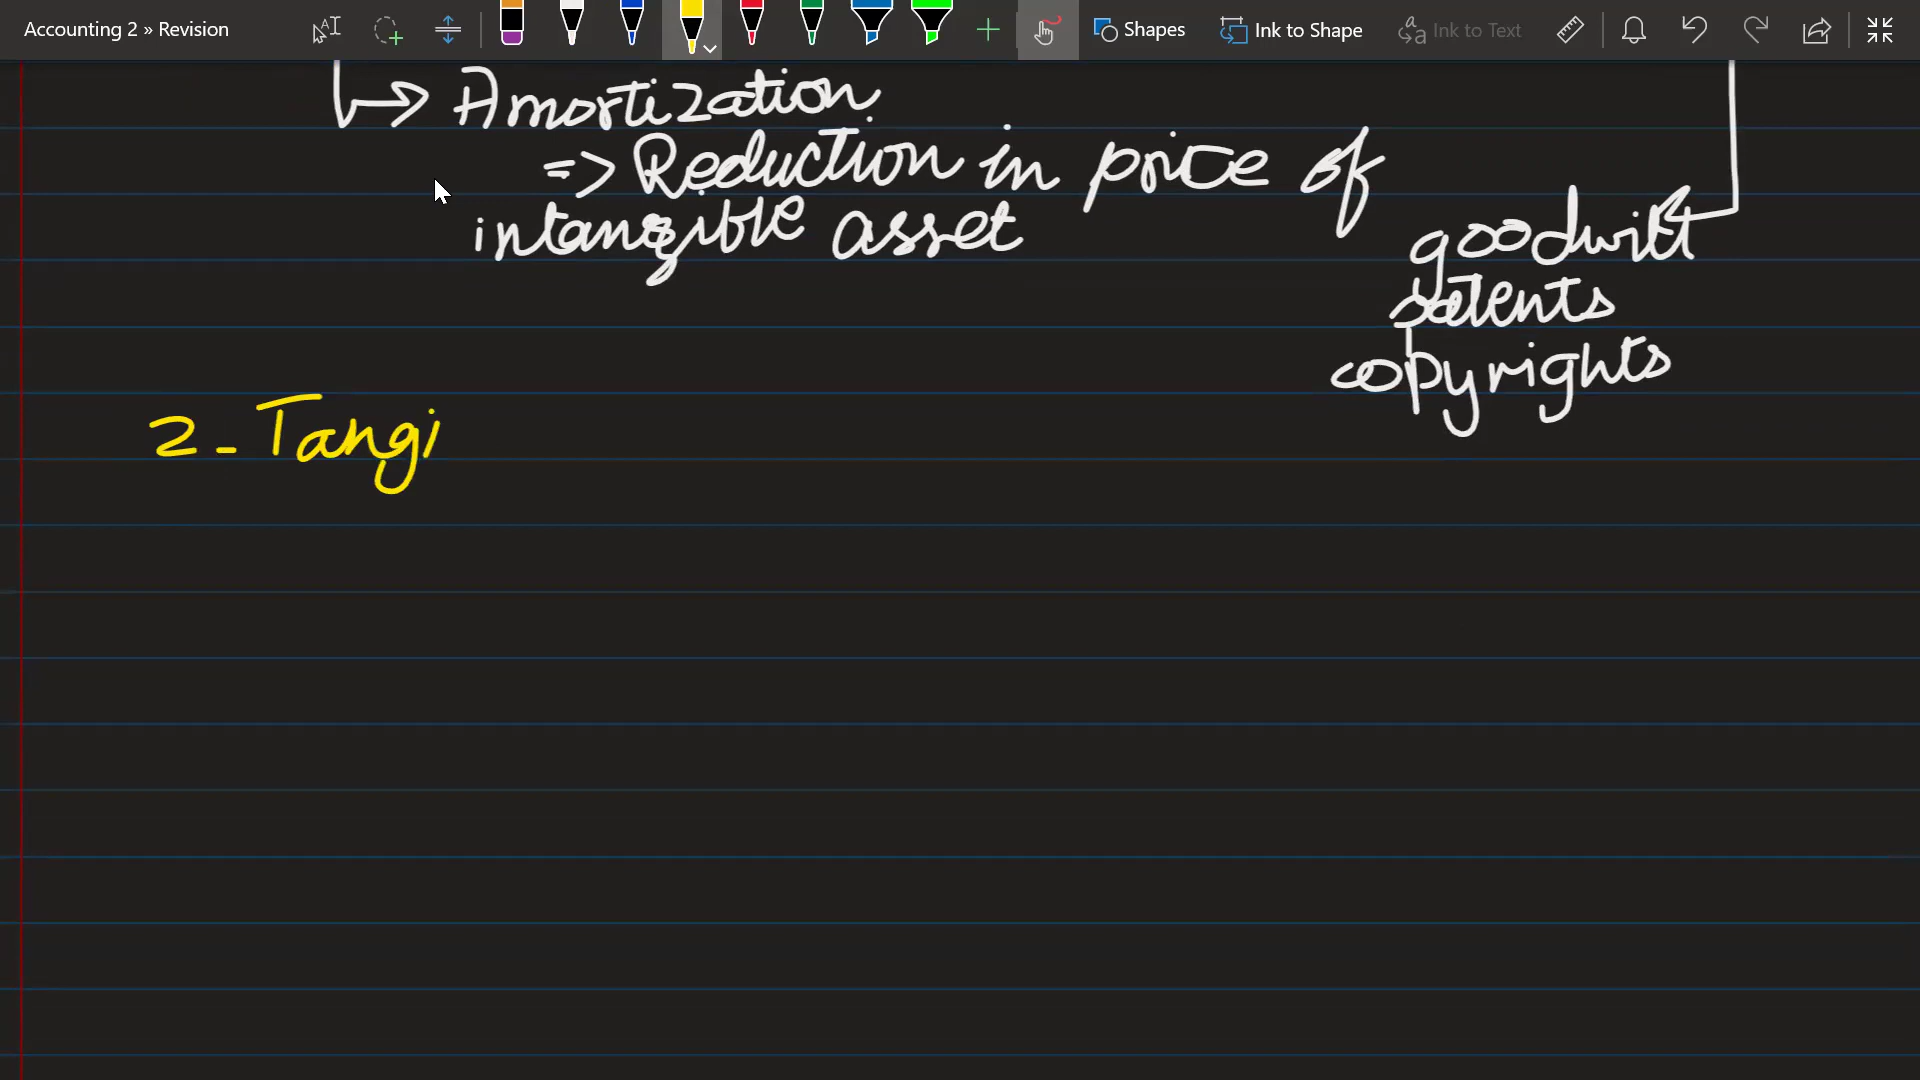 Accounting 2 » Revision
Shapes
Ink to Shape
Ink to Text
Amortization
=> Reduction in price of
intangible asset
goodwill
patents
copyrights
2- Tangi